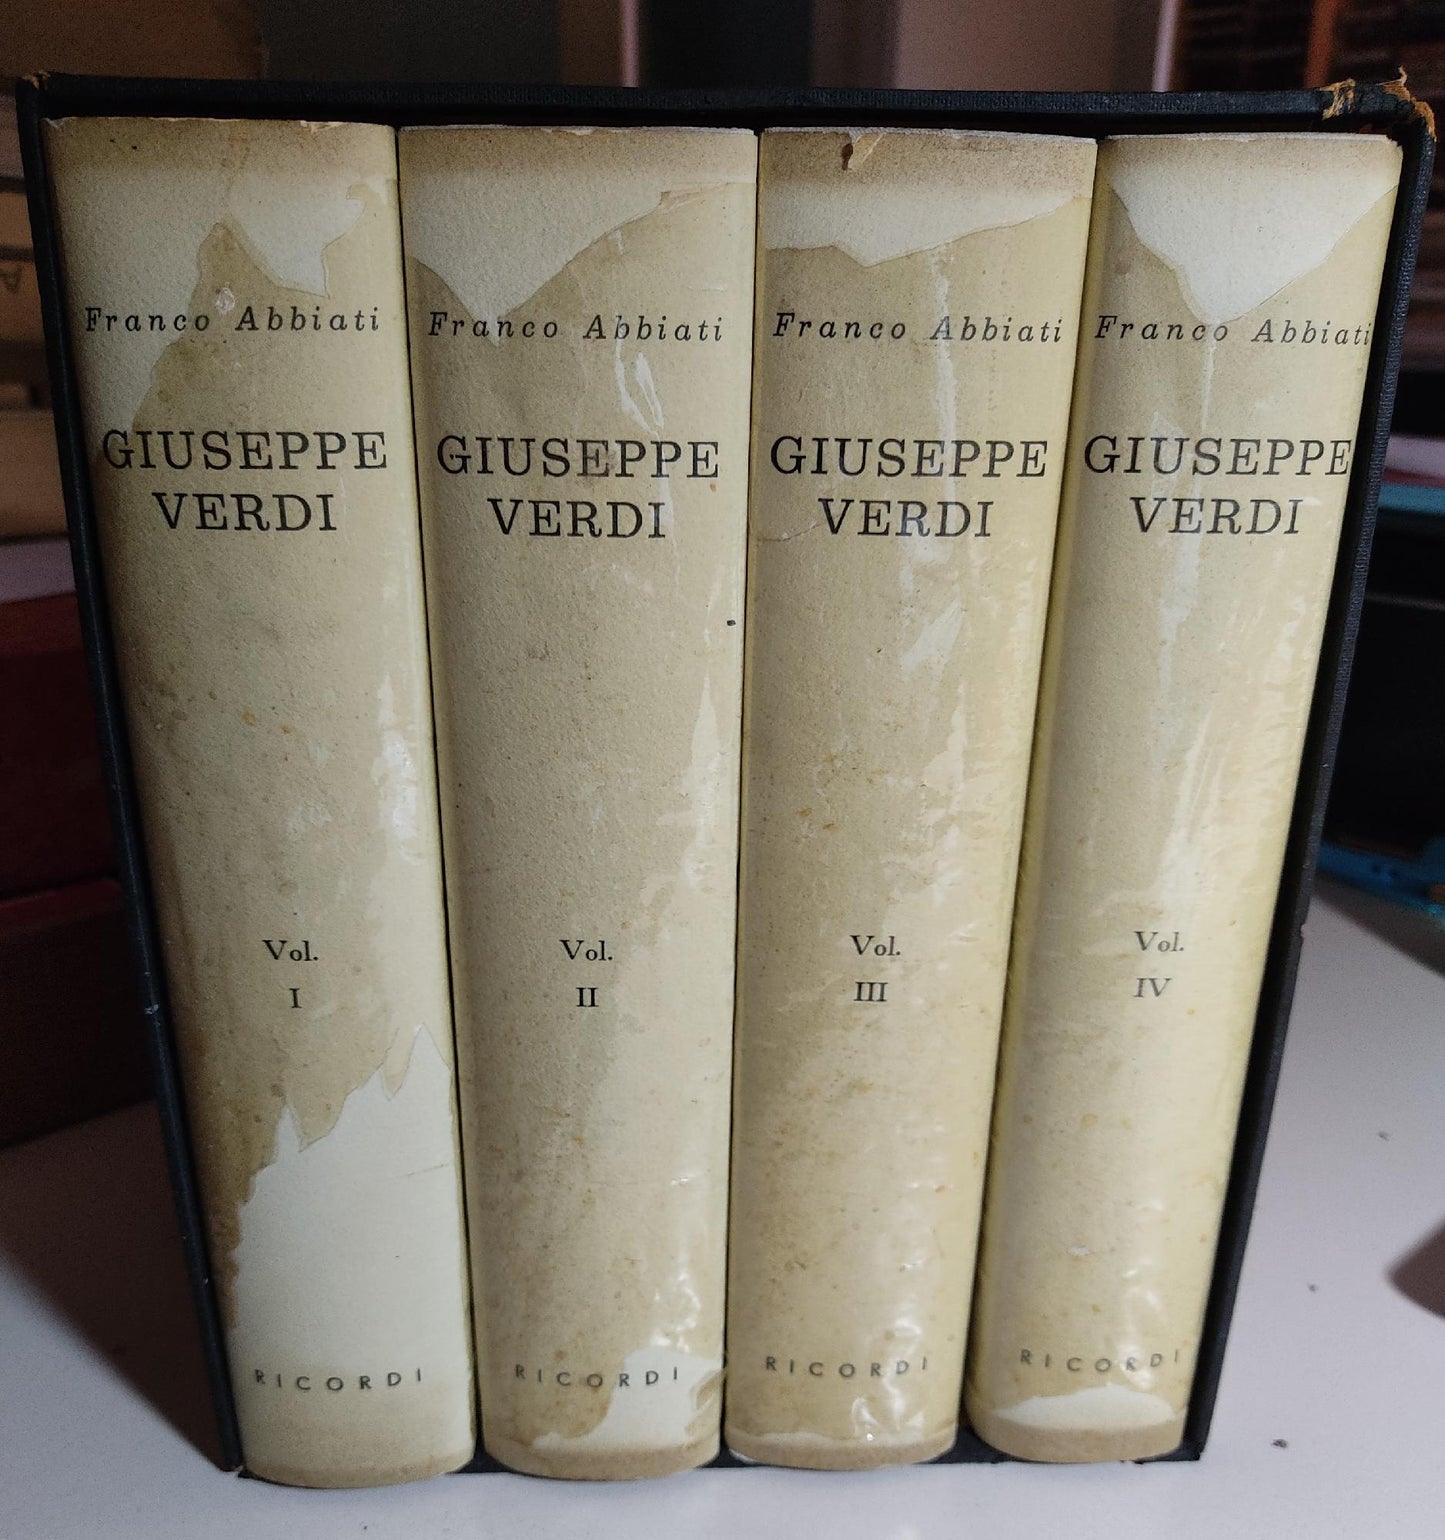 Franco Abbiati
GIUSEPPE
VERDI
Vol.
I
RICORDI
Franco Abbiati
GIUSEPPE
VERDI
Vol.
II
RICORDI
Franco Abbiati
GIUSEPPE
VERDI
Vol.
III
RICORDI
Franco Abbiati
GIUSEPPE
VERDI
Vol.
IV
RICORDI